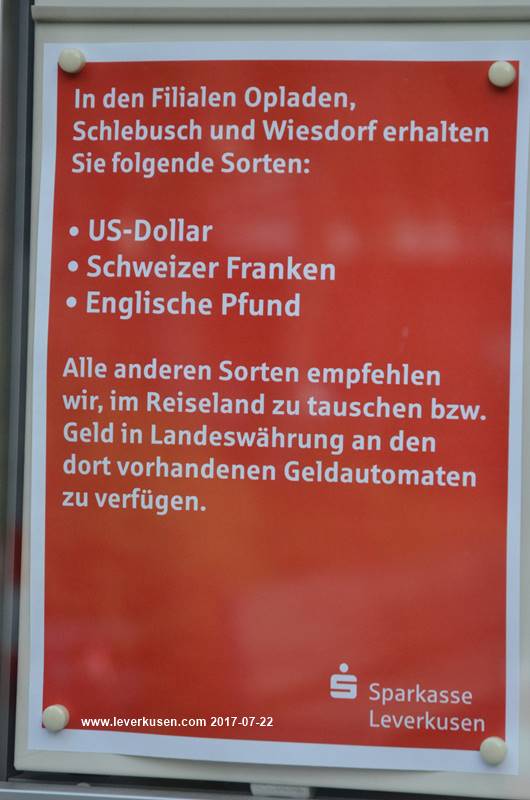 In den Filialen Opladen,
Schlebusch und Wiesdorf erhalten
Sie folgende Sorten:
• US-Dollar
• Schweizer Franken
• Englische Pfund
Alle anderen Sorten empfehlen
wir, im Reiseland zu tauschen bzw.
Geld in Landeswährung an den
dort vorhandenen Geldautomaten
zu verfügen.
Sparkasse
Leverkusen
www.leverkusen.com 2017-07-22